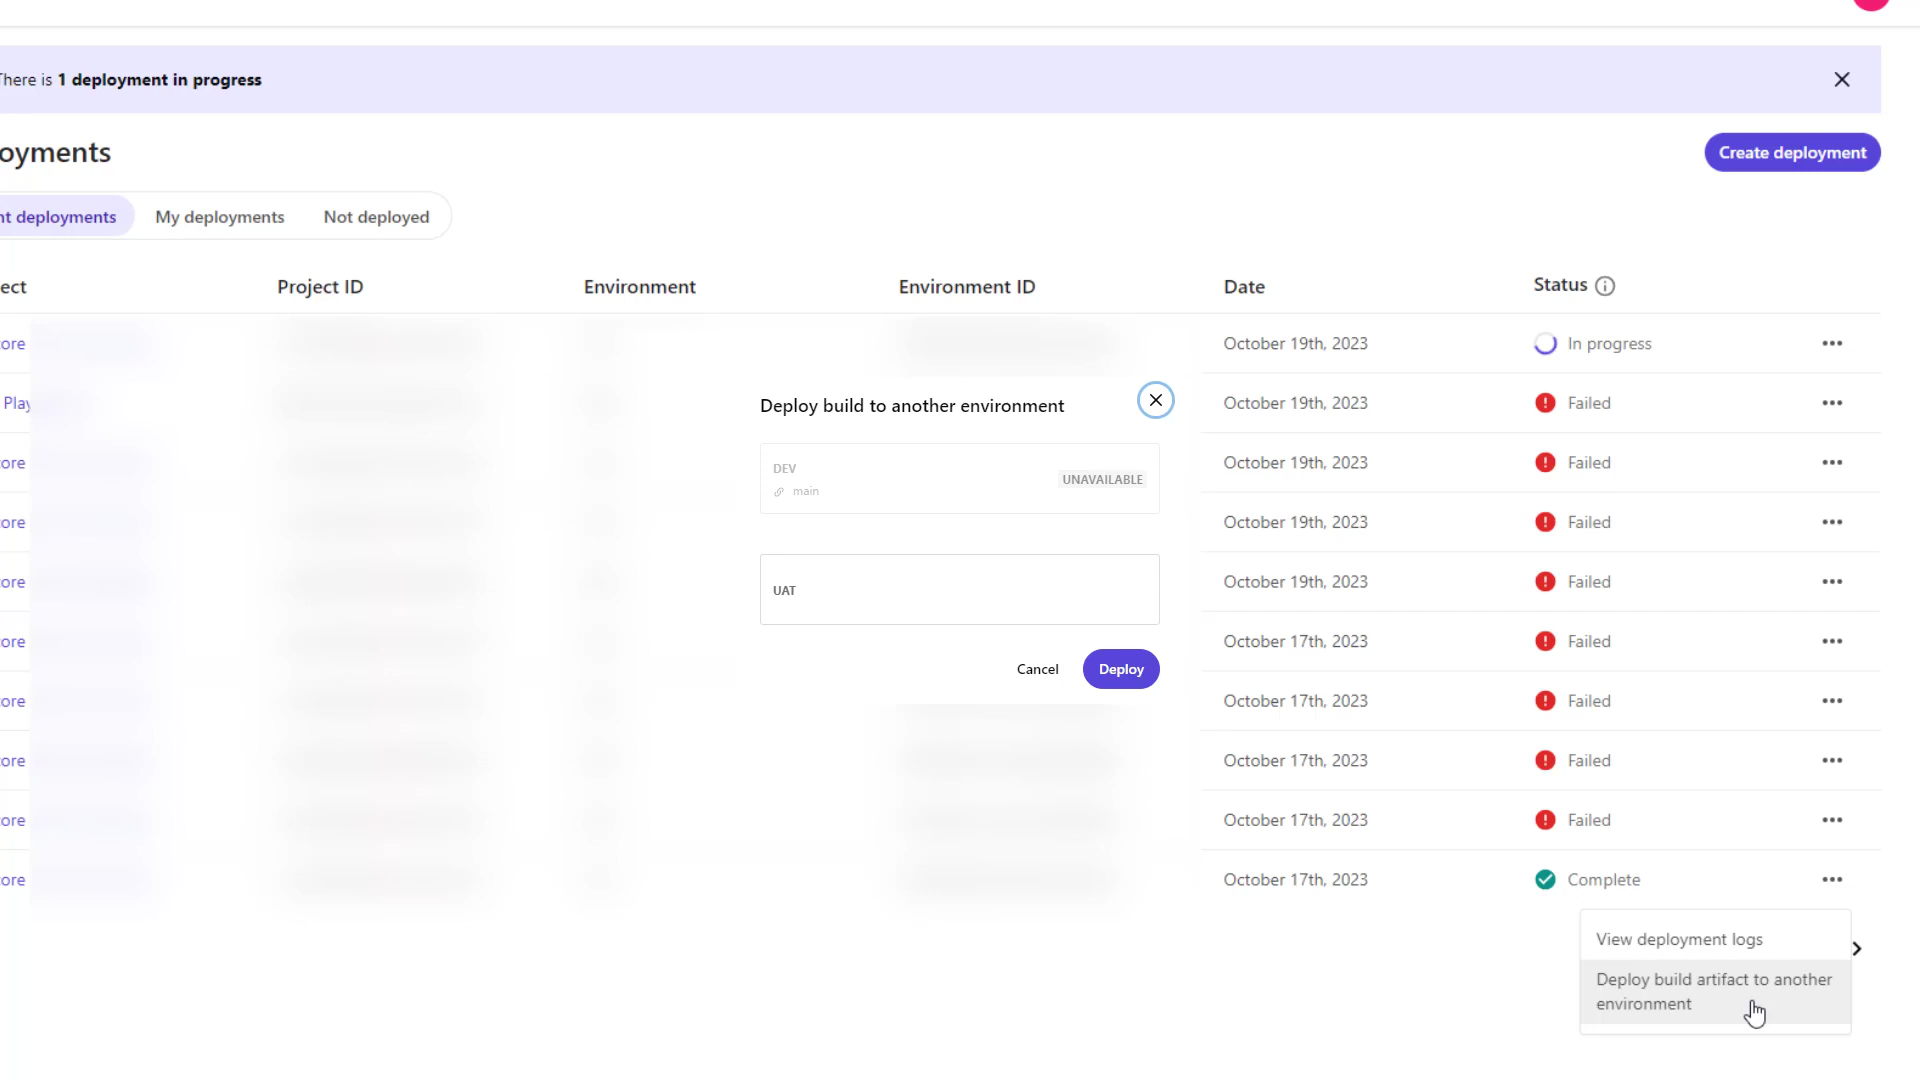 There is 1 deployment in progress
oyments
Create deployment
nt deployments
My deployments
Not deployed
ect
Project ID
Environment
Environment ID
Date
Status
ore
October 19th, 2023
In progress
Play
October 19th, 2023
Failed
ore
October 19th, 2023
Failed
ore
October 19th, 2023
Failed
ore
October 19th, 2023
Failed
ore
October 17th, 2023
Failed
ore
October 17th, 2023
Failed
ore
October 17th, 2023
Failed
ore
October 17th, 2023
Failed
ore
October 17th, 2023
Complete
Deploy build to another environment
DEV
main
UNAVAILABLE
UAT
Cancel
Deploy
View deployment logs
Deploy build artifact to another
environment